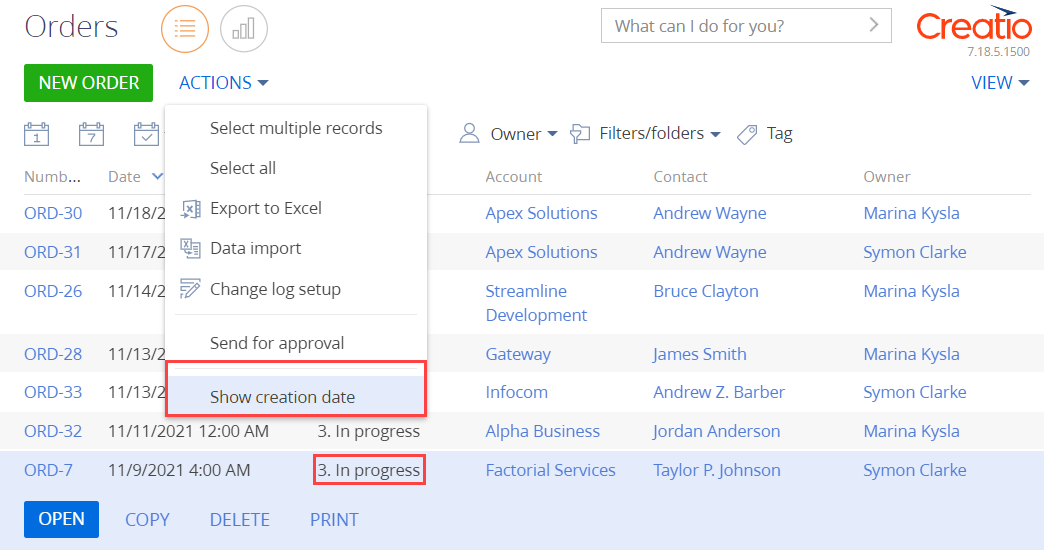 Orders
What can I do for you?
Creatio
7.18.5.1500
NEW ORDER
ACTIONS
VIEW
1
7
Owner
Filters/folders
Tag
Select multiple records
Select all
Export to Excel
Data import
Change log setup
Send for approval
Show creation date
Numb... Date Account Contact Owner
ORD-30 11/18/2 Apex Solutions Andrew Wayne Marina Kysla
ORD-31 11/17/2 Apex Solutions Andrew Wayne Symon Clarke
ORD-26 11/14/2 Streamline Bruce Clayton Marina Kysla
Development
ORD-28 11/13/2 Gateway James Smith Marina Kysla
ORD-33 11/13/2 Infocom Andrew Z. Barber Symon Clarke
ORD-32 11/11/2021 12:00 AM 3. In progress Alpha Business Jordan Anderson Marina Kysla
ORD-7 11/9/2021 4:00 AM 3. In progress Factorial Services Taylor P. Johnson Symon Clarke
OPEN COPY DELETE PRINT